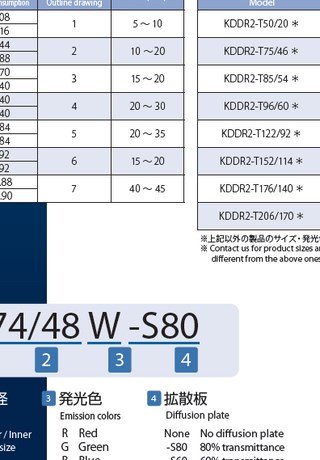 Outline drawing Model
08 1 5 ～ 10 KDDR2-T50/20 ＊
16
44 2 10 ～20 KDDR2-T75/46 ＊
88
70 3 15 ～20 KDDR2-T85/54 ＊
40
40 4 20 ～ 30 KDDR2-T96/60 ＊
40
84 5 20 ～ 35 KDDR2-T122/92 ＊
84
92 6 15 ～20 KDDR2-T152/114 ＊
92
.88 7 40 ～ 45 KDDR2-T176/140 ＊
.90
KDDR2-T206/170 ＊
※上記以外の製品のサイズ・発光
※ Contact us for product sizes
different from the above ones
74/48 W -S80
2 3 4
径 3 発光色 4 拡散板
Emission colors Diffusion plate
/ Inner R Red None No diffusion plate
size G Green -S80 80% transmittance
B Blue -S60 60% transmittance